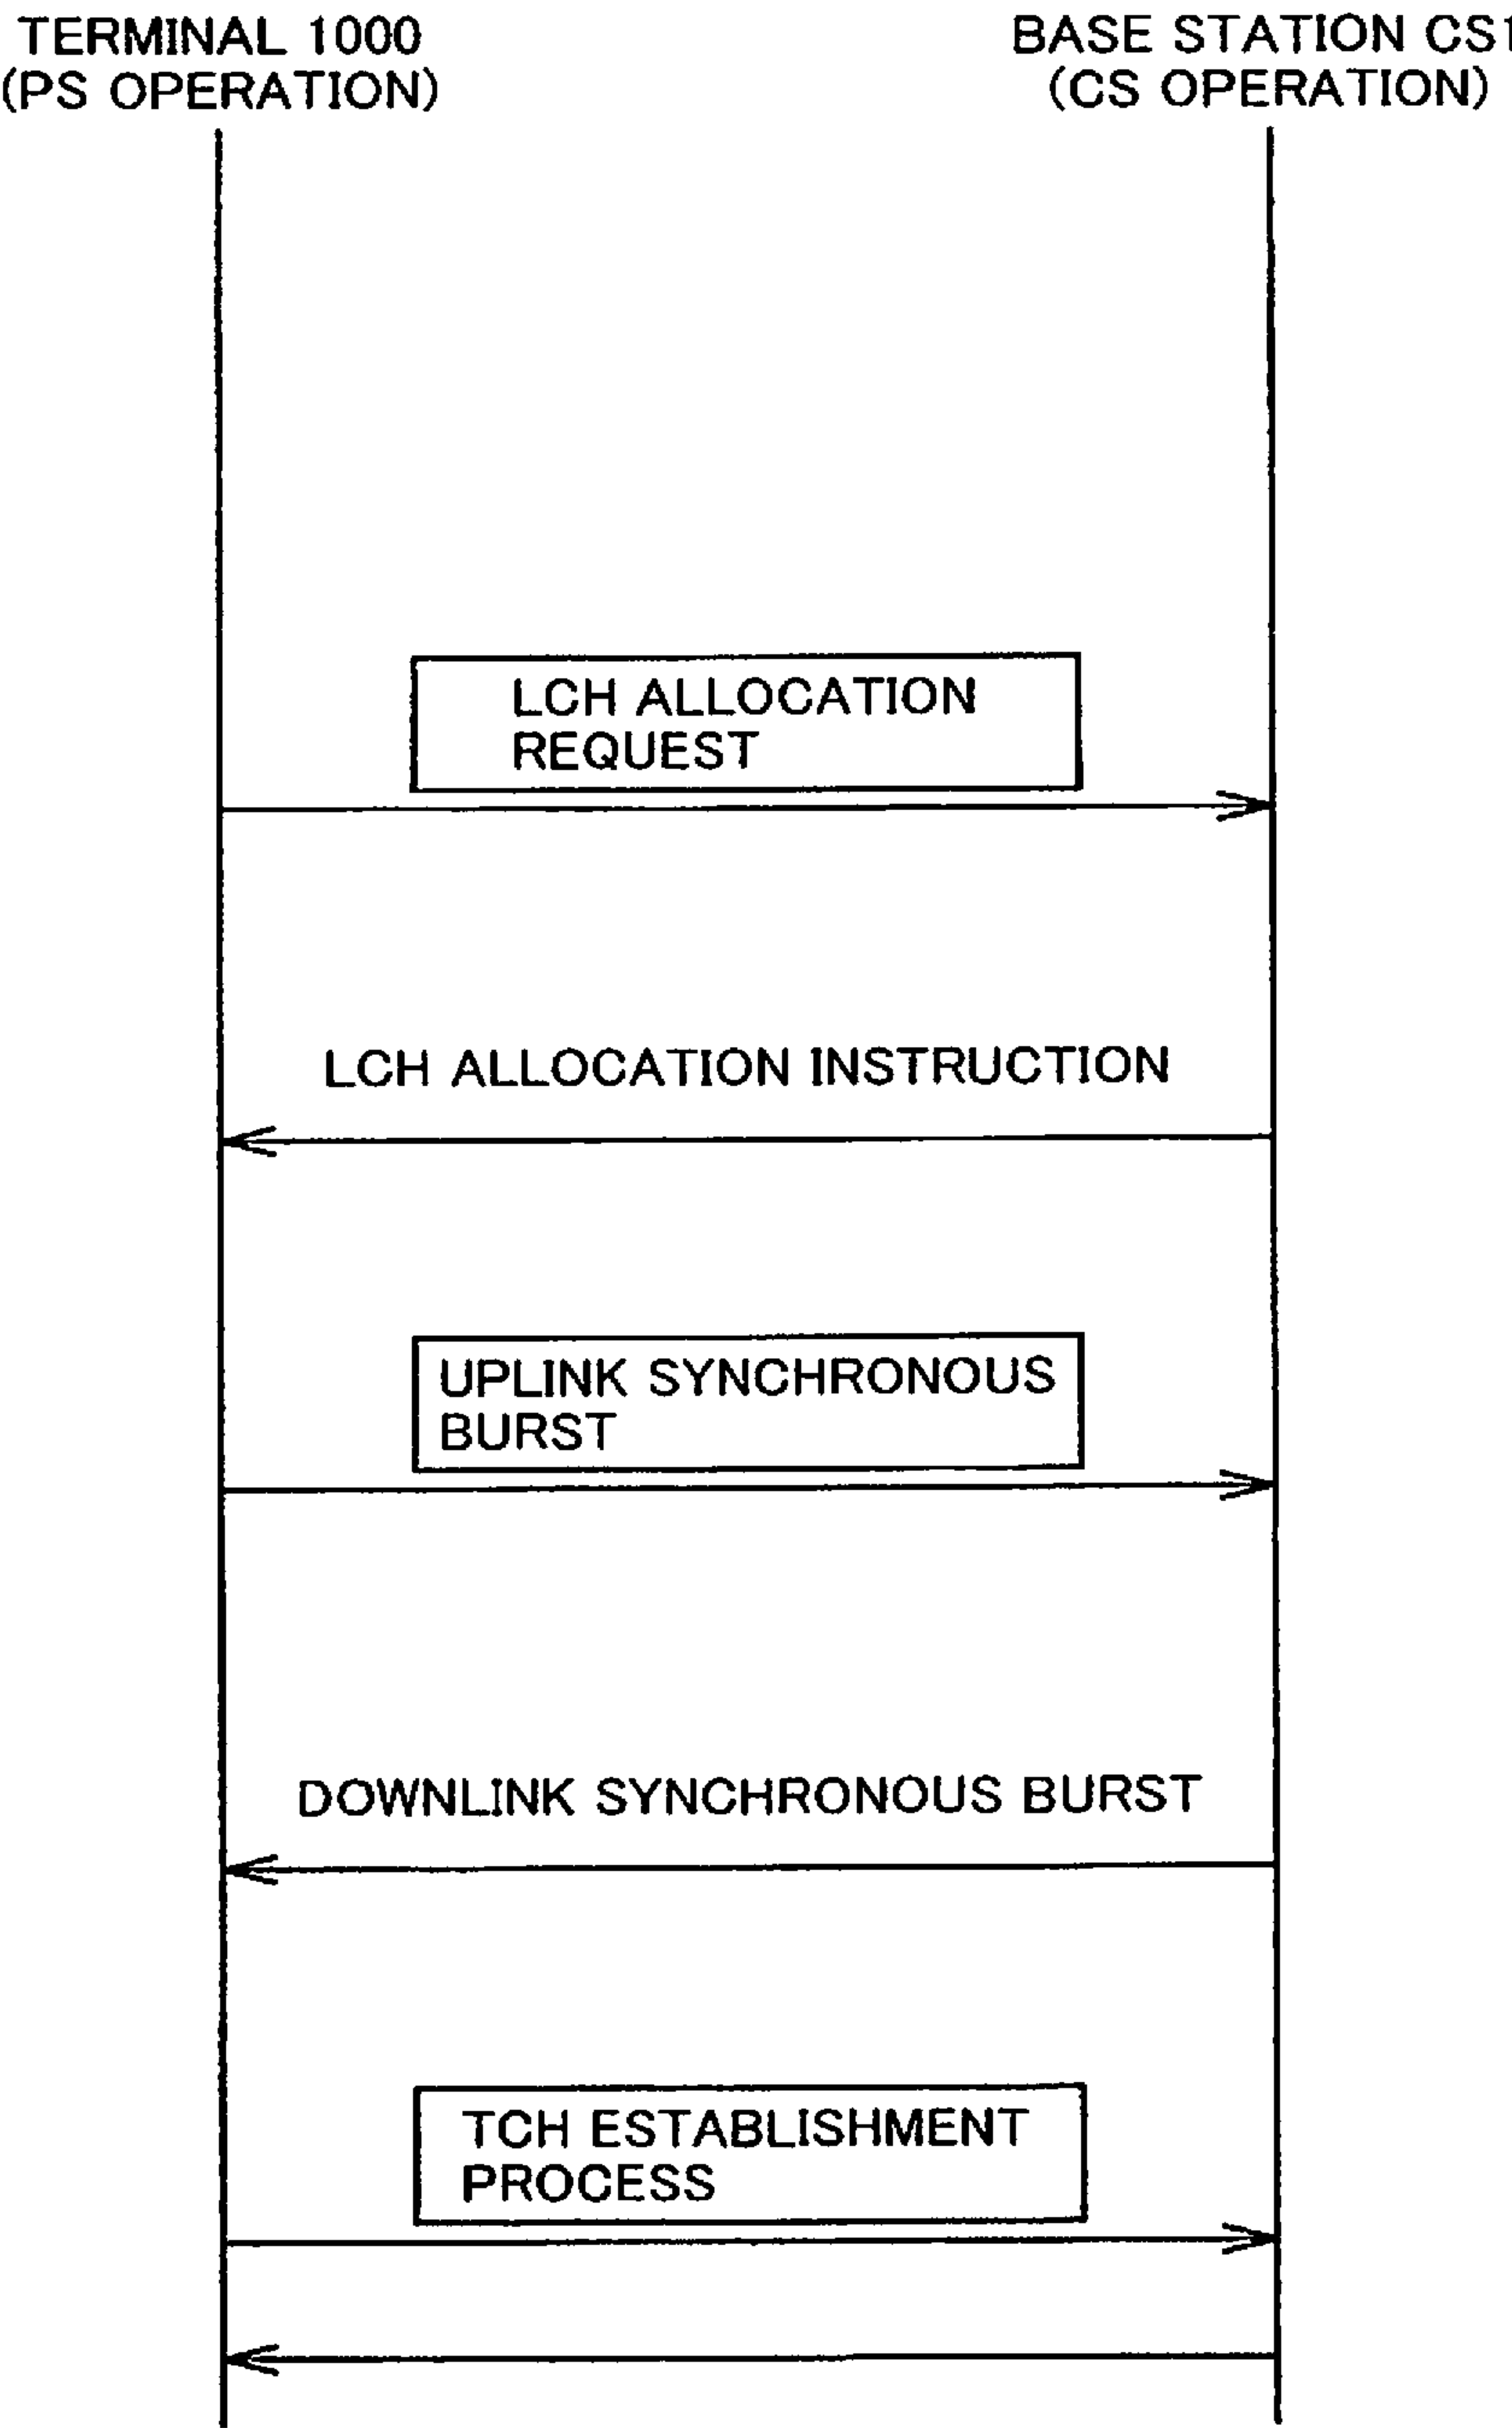 TERMINAL 1000
(PS OPERATION)
BASE STATION CS1
(CS OPERATION)
LCH ALLOCATION
REQUEST
LCH ALLOCATION INSTRUCTION
UPLINK SYNCHRONOUS
BURST
DOWNLINK SYNCHRONOUS BURST
TCH ESTABLISHMENT
PROCESS